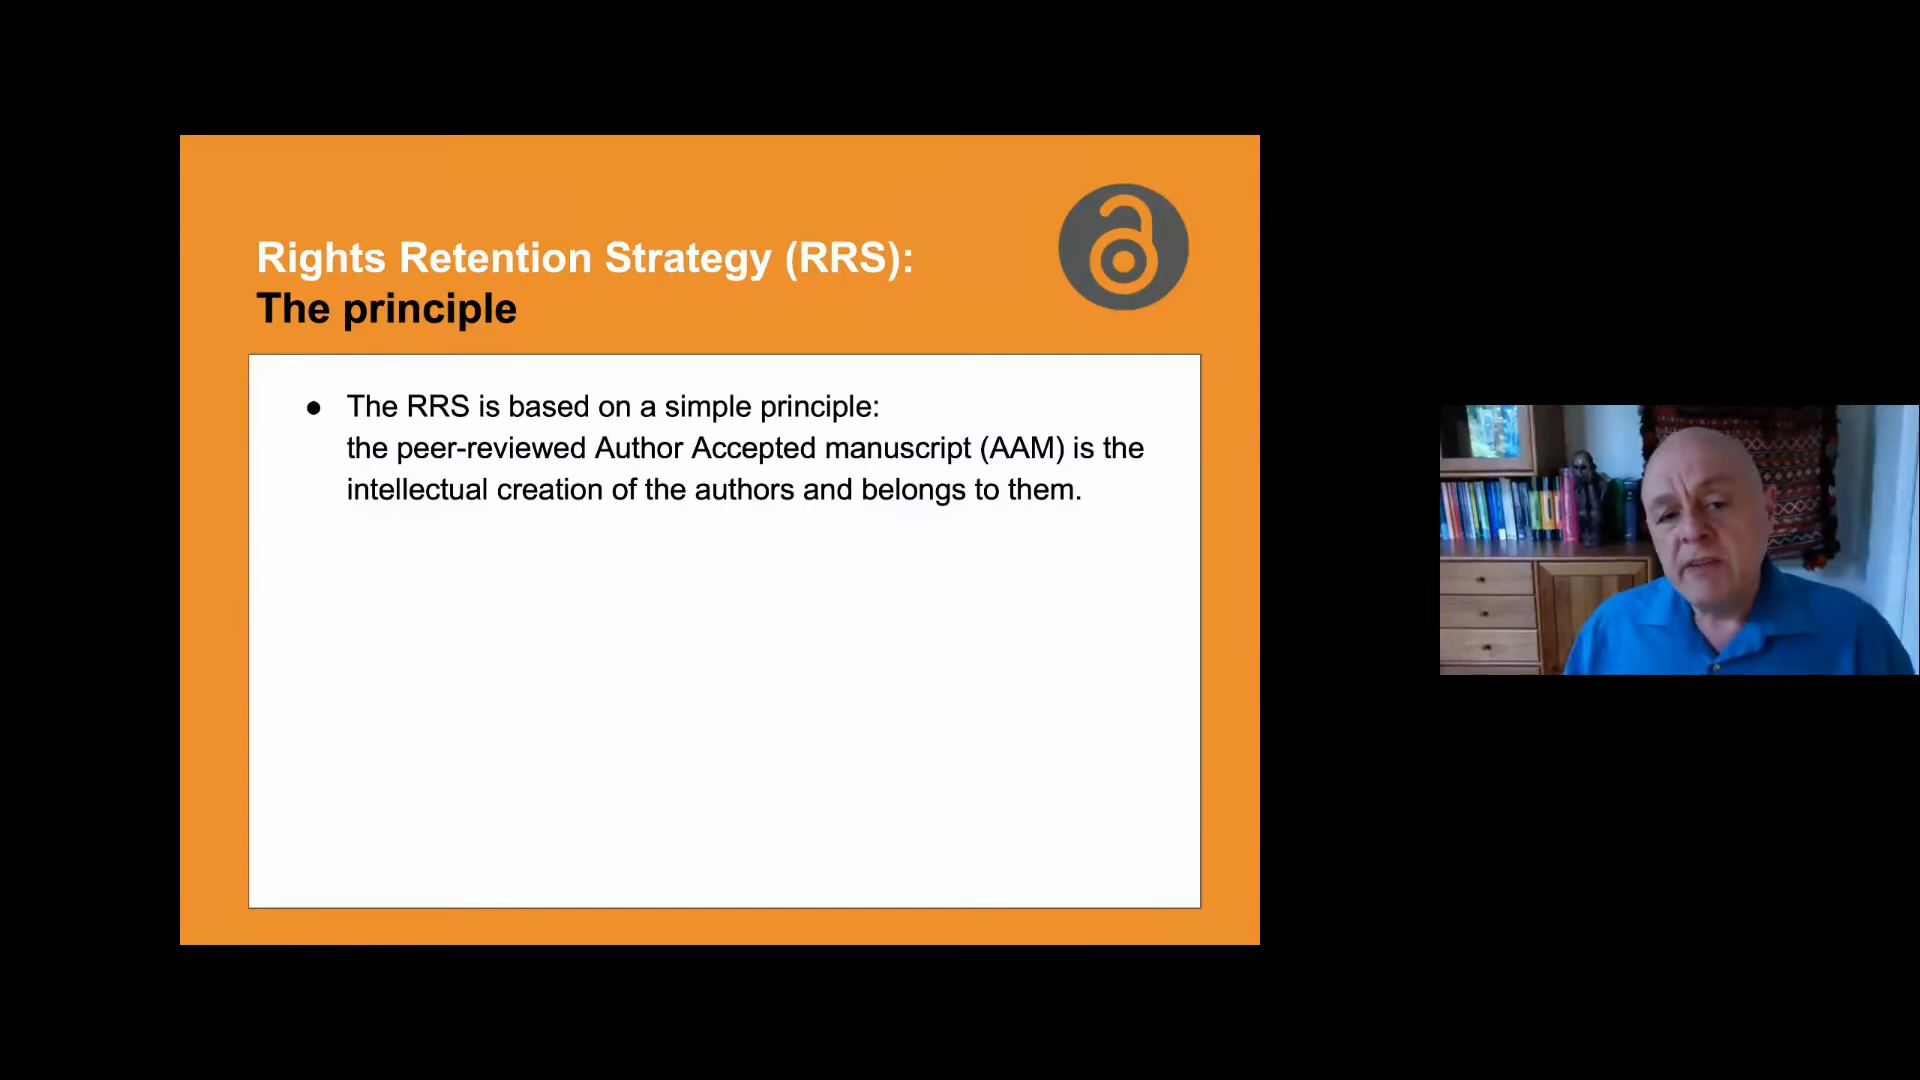 Rights Retention Strategy (RRS):
The principle
● The RRS is based on a simple principle:
the peer-reviewed Author Accepted manuscript (AAM) is the
intellectual creation of the authors and belongs to them.